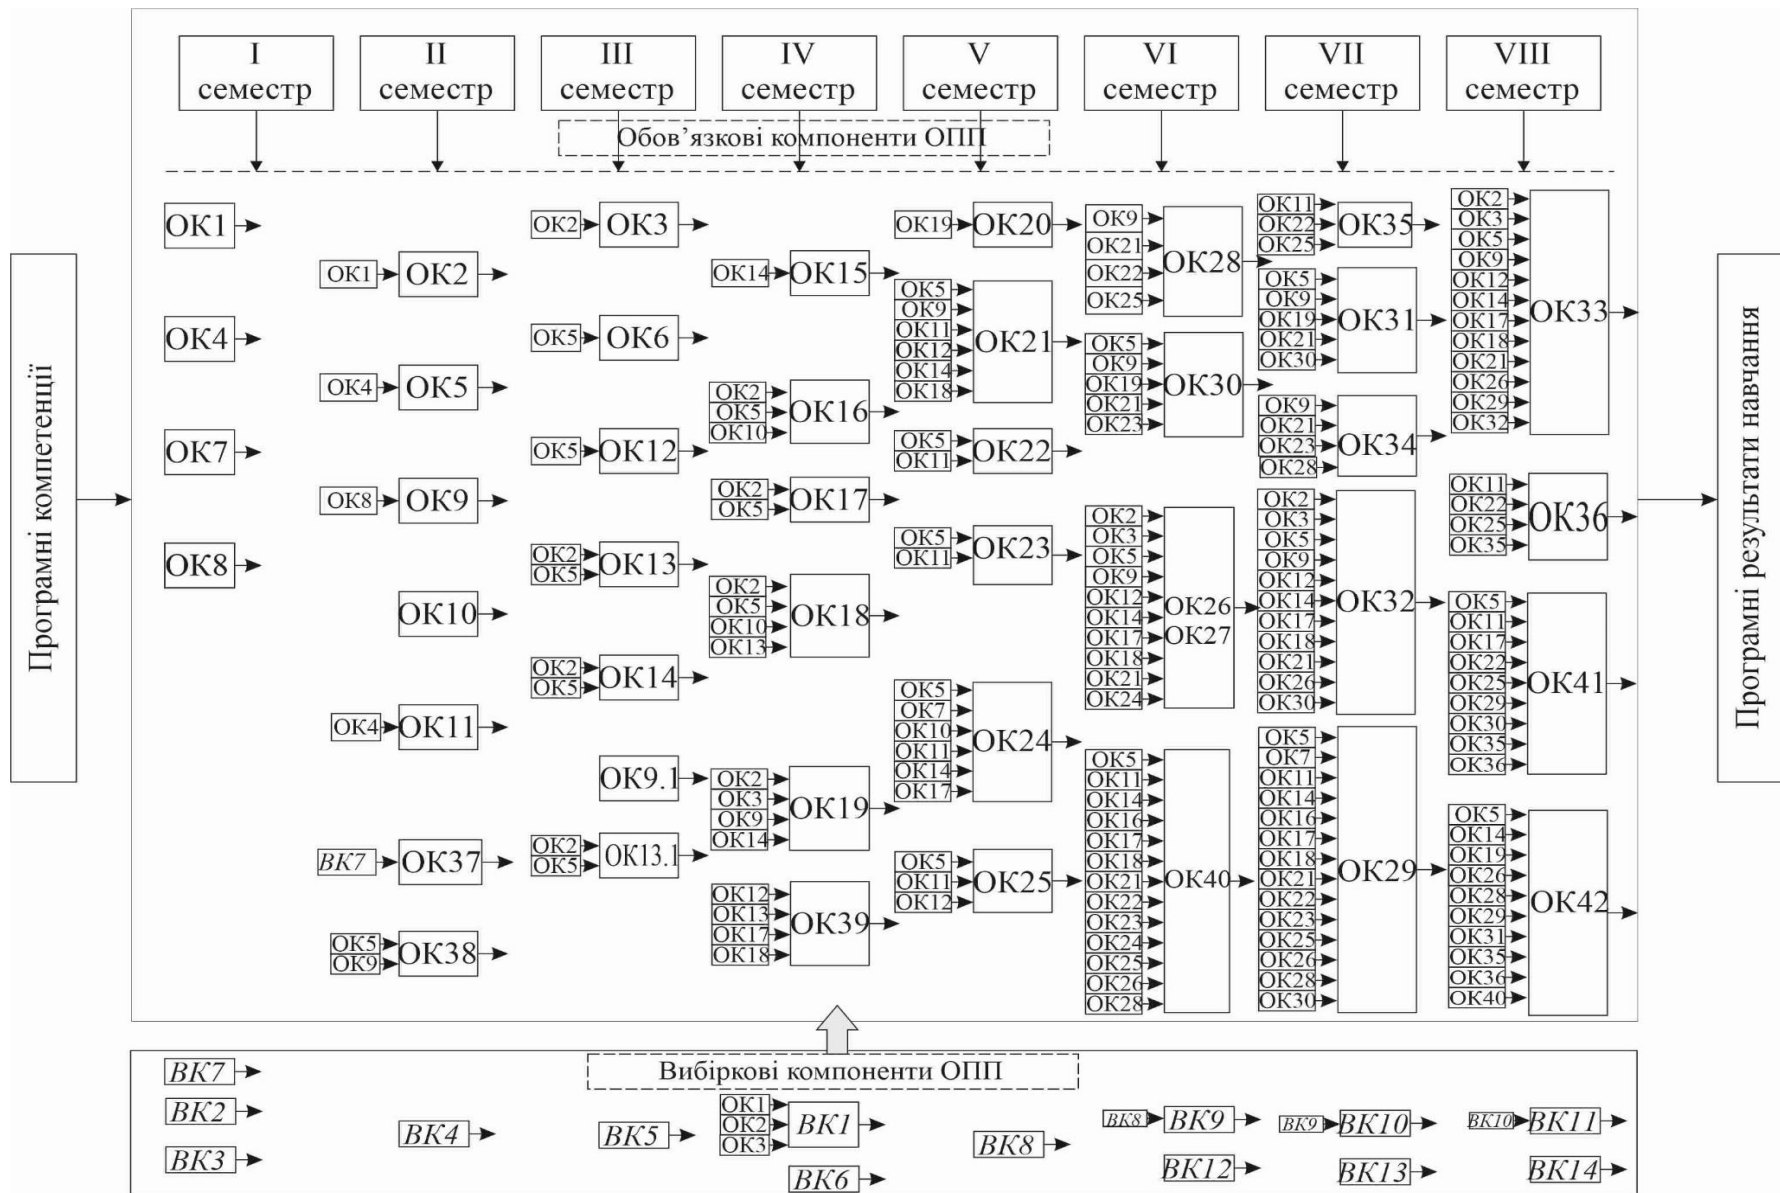 I
семестр
II
семестр
III
семестр
IV
семестр
V
семестр
VI
семестр
VII
семестр
VIII
семестр
Обов’язкові компоненти ОПП
Програмні компетенції
ОК1
ОК4
ОК7
ОК8
ОК1
ОК2
ОК4
ОК5
ОК8
ОК9
ОК10
ОК4
ОК11
ВК7
ОК37
ОК5
ОК9
ОК38
ОК2
ОК3
ОК5
ОК6
ОК5
ОК12
ОК2
ОК5
ОК13
ОК2
ОК5
ОК14
ОК9.1
ОК2
ОК5
ОК13.1
ОК14
ОК15
ОК2
ОК5
ОК10
ОК16
ОК2
ОК5
ОК17
ОК2
ОК5
ОК10
ОК13
ОК18
ОК2
ОК3
ОК9
ОК14
ОК19
ОК12
ОК13
ОК17
ОК18
ОК39
ОК19
ОК20
ОК5
ОК9
ОК11
ОК12
ОК14
ОК18
ОК21
ОК5
ОК11
ОК22
ОК5
ОК11
ОК23
ОК5
ОК7
ОК10
ОК11
ОК14
ОК17
ОК24
ОК5
ОК11
ОК12
ОК25
ОК9
ОК21
ОК22
ОК25
ОК28
ОК5
ОК9
ОК19
ОК21
ОК23
ОК30
ОК2
ОК3
ОК5
ОК9
ОК12
ОК14
ОК17
ОК18
ОК21
ОК24
ОК26
ОК27
ОК5
ОК11
ОК14
ОК16
ОК17
ОК18
ОК21
ОК22
ОК23
ОК24
ОК25
ОК26
ОК28
ОК40
ОК11
ОК22
ОК25
ОК35
ОК5
ОК9
ОК19
ОК21
ОК30
ОК31
ОК9
ОК21
ОК23
ОК28
ОК34
ОК2
ОК3
ОК5
ОК9
ОК12
ОК14
ОК17
ОК18
ОК21
ОК26
ОК30
ОК32
ОК5
ОК7
ОК11
ОК14
ОК16
ОК17
ОК18
ОК21
ОК22
ОК23
ОК25
ОК26
ОК28
ОК30
ОК29
ОК2
ОК3
ОК5
ОК9
ОК12
ОК14
ОК17
ОК18
ОК21
ОК26
ОК29
ОК32
ОК33
ОК11
ОК22
ОК25
ОК35
ОК36
ОК5
ОК11
ОК17
ОК22
ОК25
ОК29
ОК30
ОК35
ОК36
ОК41
ОК5
ОК14
ОК19
ОК26
ОК28
ОК29
ОК31
ОК35
ОК36
ОК40
ОК42
Програмні результати навчання
Вибіркові компоненти ОПП
ВК7
ВК2
ВК3
ВК4
ВК5
ОК1
ОК2
ОК3
ВК1
ВК6
ВК8
ВК8
ВК9
ВК12
ВК9
ВК10
ВК13
ВК10
ВК11
ВК14